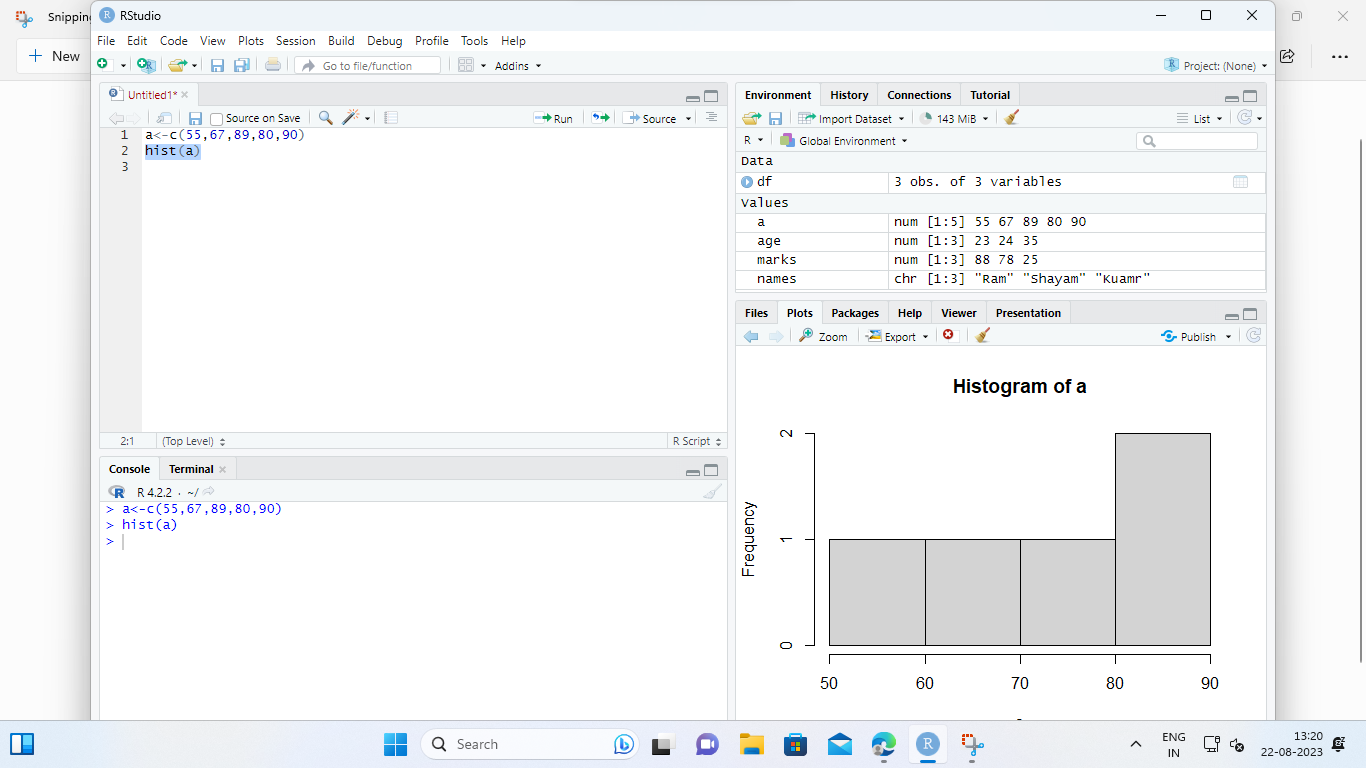 Snipping
RStudio
New
File Edit Code View Plots Session Build Debug Profile Tools Help
Go to file/function
Addins
Project: (None)
Untitled1*
Source on Save
Run
Source
1 a<-c(55,67,89,80,90)
2 hist(a)
3
2:1 (Top Level) R Script
Console Terminal
R 4.2.2 · ~/
> a<-c(55,67,89,80,90)
> hist(a)
>
Environment History Connections Tutorial
Import Dataset 143 MiB List
R Global Environment
Data
df 3 obs. of 3 variables
Values
a num [1:5] 55 67 89 80 90
age num [1:3] 23 24 35
marks num [1:3] 88 78 25
names chr [1:3] "Ram" "Shayam" "Kuamr"
Files Plots Packages Help Viewer Presentation
Zoom Export Publish
Histogram of a
Frequency
2
1
0
50 60 70 80 90
Search
ENG
IN
13:20
22-08-2023